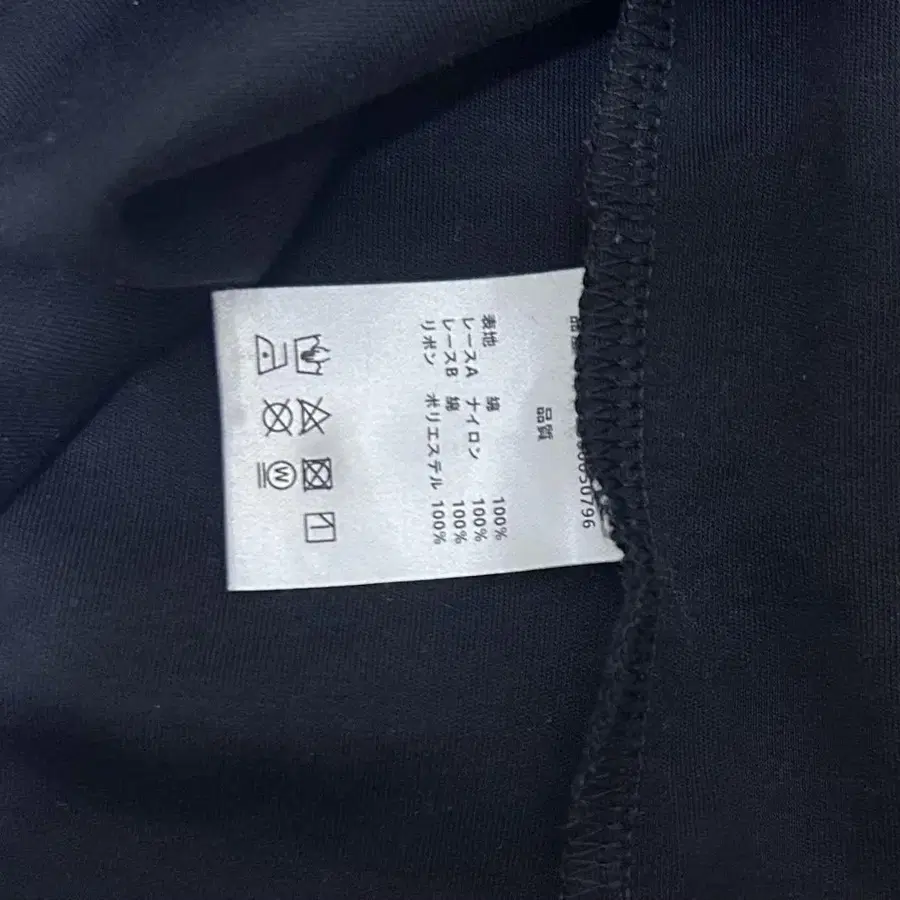 品質
表地 綿 100%
レースA ナイロン 100%
レースB 綿 100%
リボン ポリエステル 100%
W